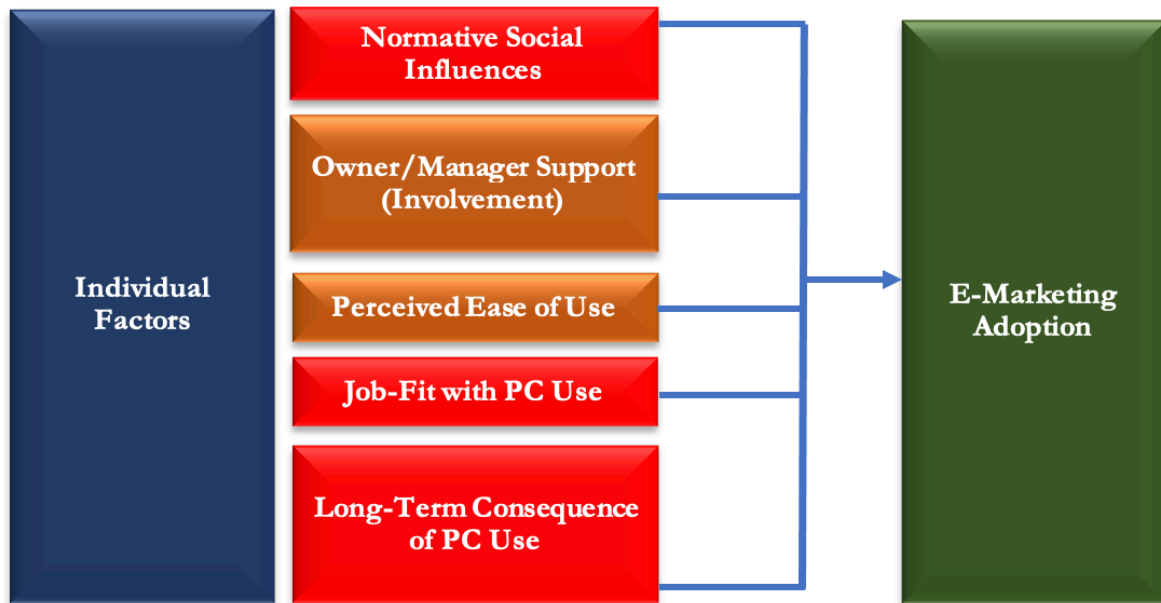 Individual
Factors
Normative Social
Influences
Owner/Manager Support
(Involvement)
Perceived Ease of Use
Job-Fit with PC Use
Long-Term Consequence
of PC Use
E-Marketing
Adoption